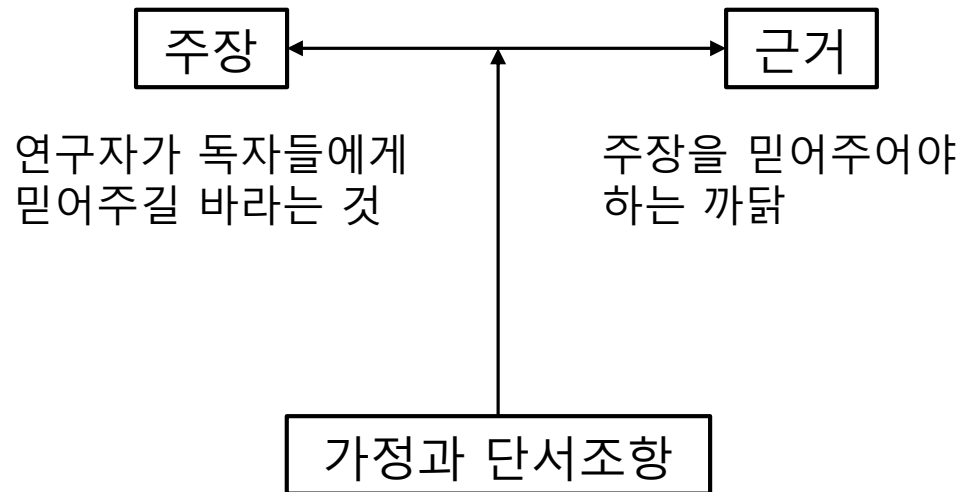 주장
근거
연구자가 독자들에게
믿어주길 바라는 것
주장을 믿어주어야
하는 까닭
가정과 단서조항